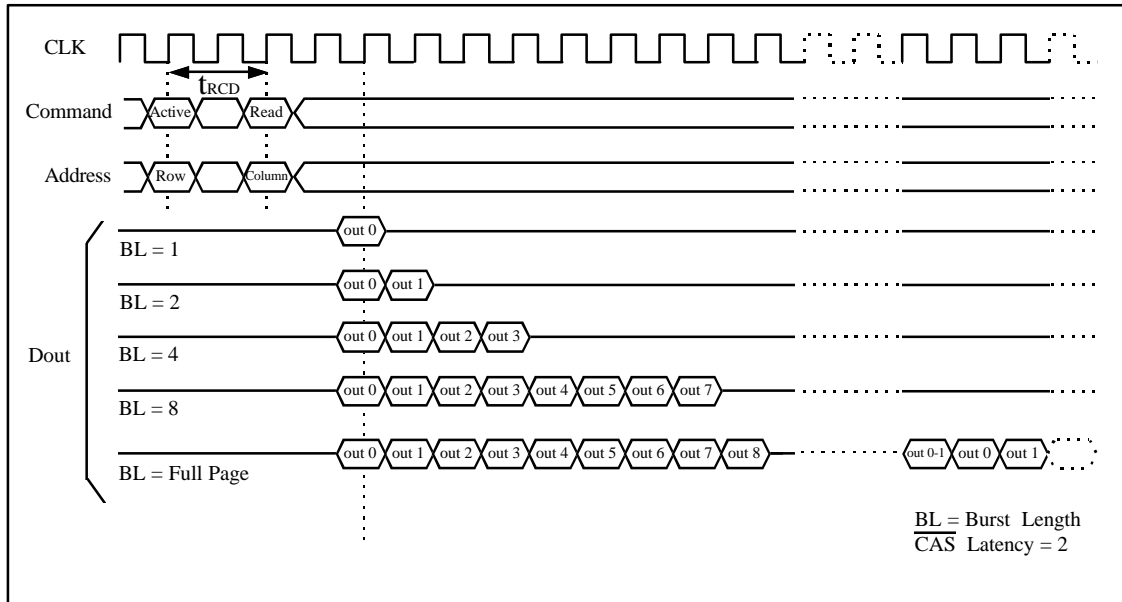 CLK
tRCD
Command Active Read
Address Row Column
Dout
out 0
BL = 1
out 0 out 1
BL = 2
out 0 out 1 out 2 out 3
BL = 4
out 0 out 1 out 2 out 3 out 4 out 5 out 6 out 7
BL = 8
out 0 out 1 out 2 out 3 out 4 out 5 out 6 out 7 out 8 out 0-1 out 0 out 1
BL = Full Page
BL = Burst Length
CAS Latency = 2